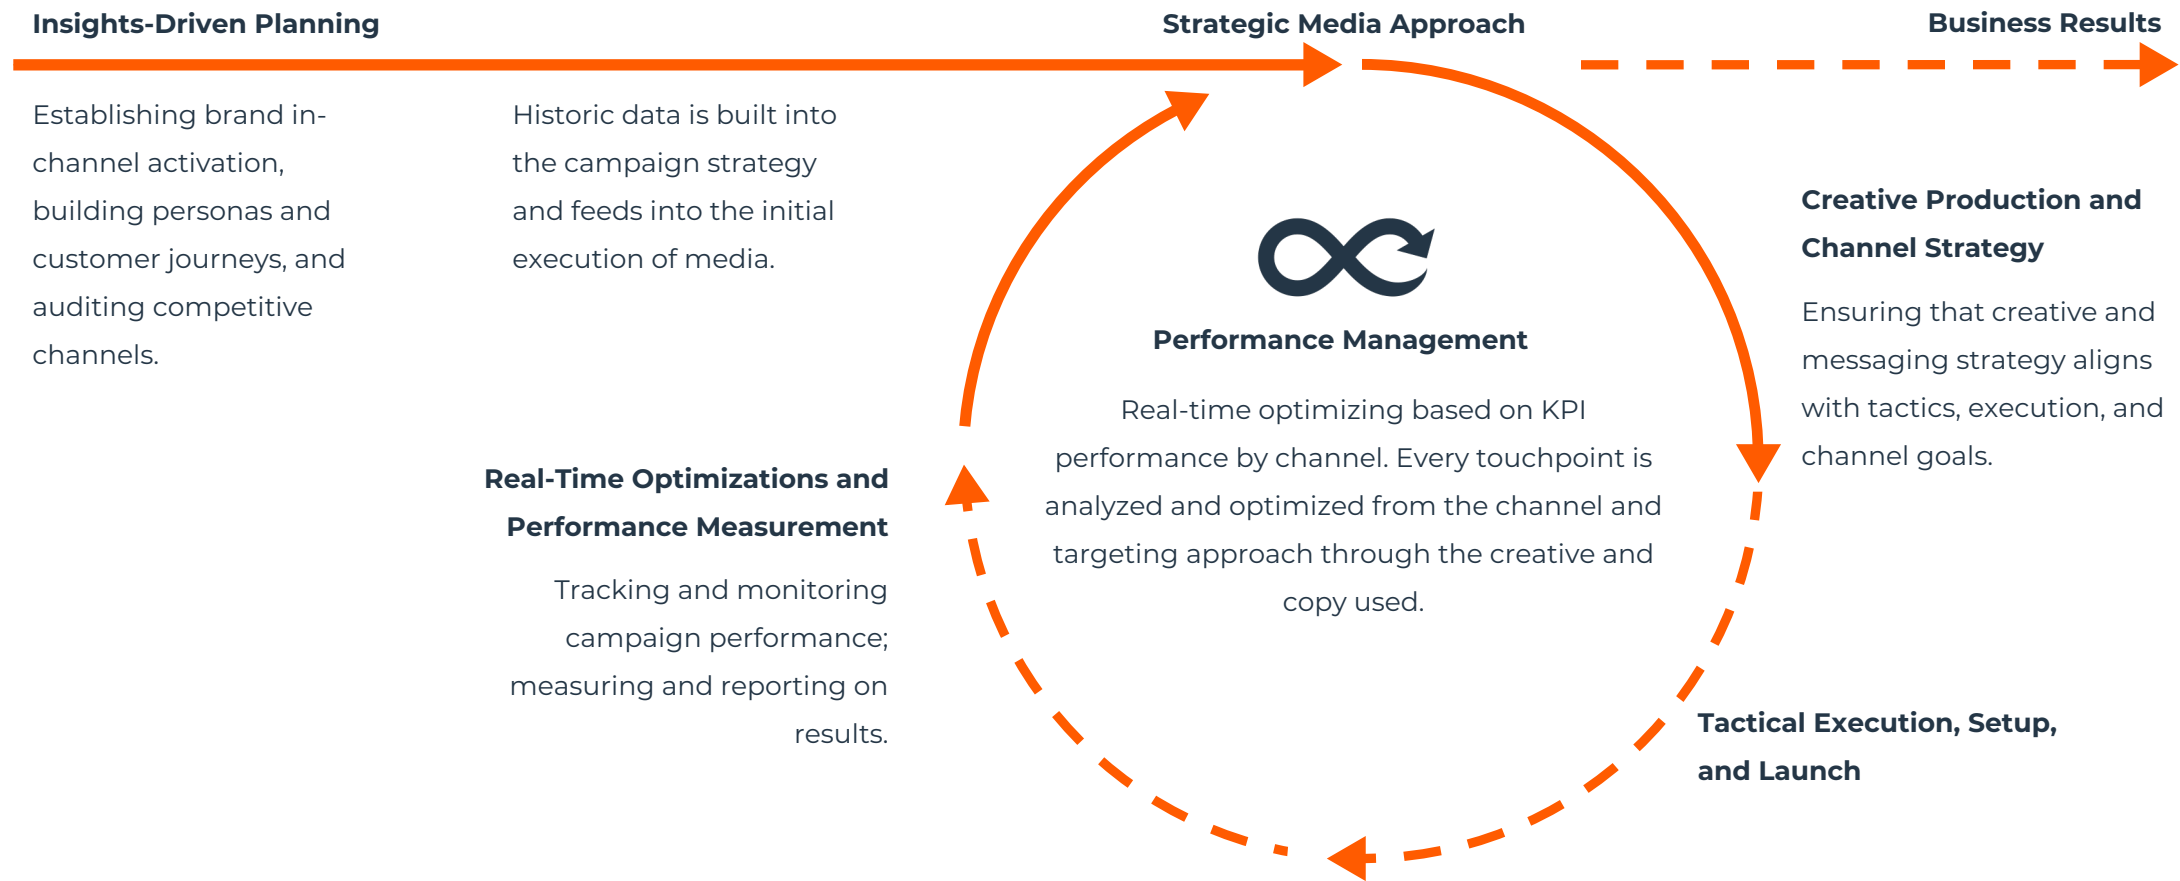 Insights-Driven Planning
Strategic Media Approach
Business Results
Establishing brand in-
channel activation,
building personas and
customer journeys, and
auditing competitive
channels.
Historic data is built into
the campaign strategy
and feeds into the initial
execution of media.
Creative Production and
Channel Strategy
Ensuring that creative and
messaging strategy aligns
with tactics, execution, and
channel goals.
Performance Management
Real-time optimizing based on KPI
performance by channel. Every touchpoint is
analyzed and optimized from the channel and
targeting approach through the creative and
copy used.
Real-Time Optimizations and
Performance Measurement
Tracking and monitoring
campaign performance;
measuring and reporting on
results.
Tactical Execution, Setup,
and Launch